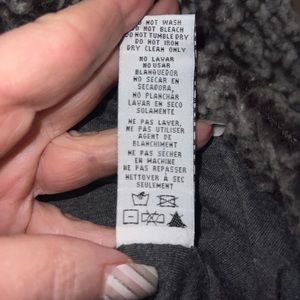 DO NOT WASH
DO NOT BLEACH
DO NOT TUMBLE DRY
DO NOT IRON
DRY CLEAN ONLY
NO LAVAR
NO USAR
BLANQUEDOR
NO SECAR EN
SECADORA,
NO PLANCHAR
LAVAR EN SECO
SOLAMENTE
NE PAS LAVER,
NE PAS UTILISER
AGENT DE
BLANCHIMENT
NE PAS SÉCHER
EN MACHINE
NE PAS REPASSER
NETTOYER À SEC
SEULEMENT